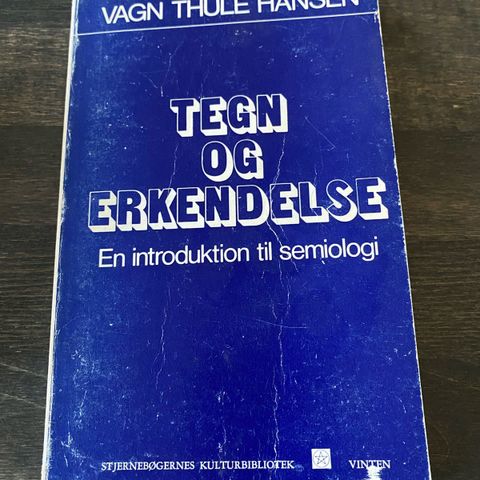 VAGN THULE HANSEN
TEGN
OG
ERKENDELSE
En introduktion til semiologi
STJERNEBØGERNES KULTURBIBLIOTEK VINTEN